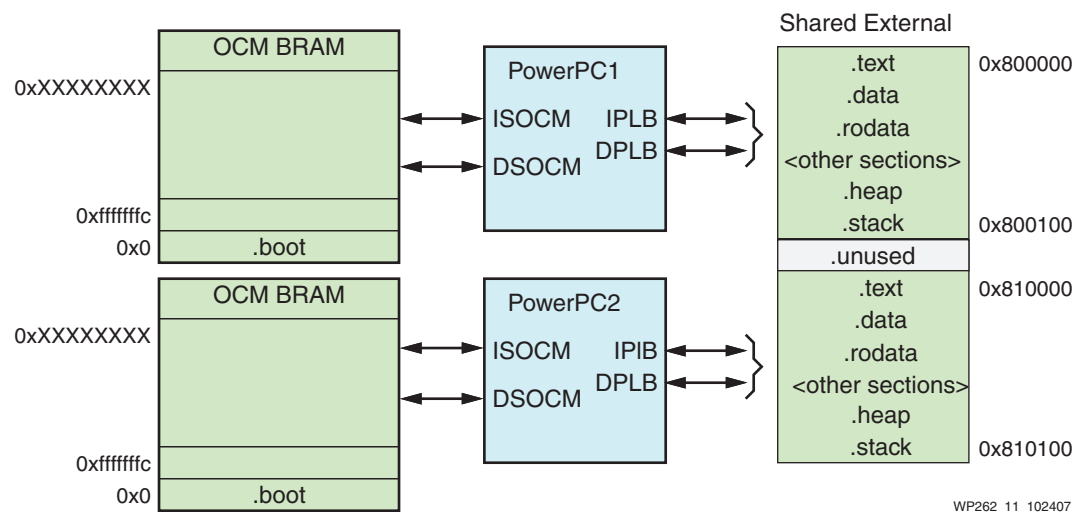 Shared External
OCM BRAM
0xXXXXXXXX
0xfffffffc
0x0
.boot
PowerPC1
ISOCM
IPLB
DSOCM
DPLB
.text
0x800000
.data
.rodata
<other sections>
.heap
.stack
0x800100
.unused
OCM BRAM
0xXXXXXXXX
0xfffffffc
0x0
.boot
PowerPC2
ISOCM
IPIB
DSOCM
DPLB
.text
0x810000
.data
.rodata
<other sections>
.heap
.stack
0x810100
WP262_11_102407